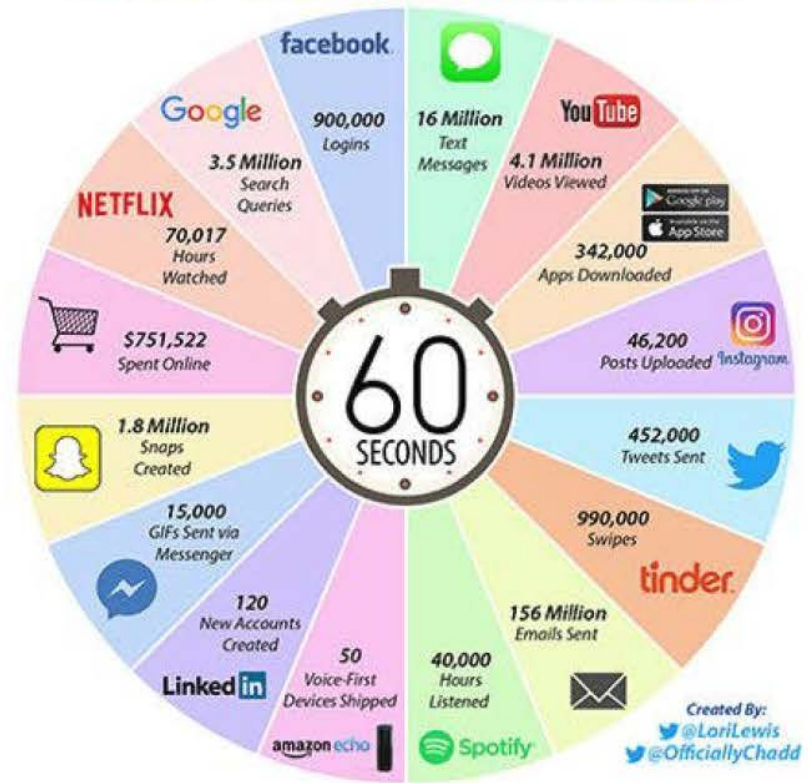 facebook
900,000
Logins
16 Million
Text
Messages
YouTube
4.1 Million
Videos Viewed
Google play
App Store
342,000
Apps Downloaded
46,200
Posts Uploaded
Instagram
452,000
Tweets Sent
990,000
Swipes
tinder
156 Million
Emails Sent
40,000
Hours
Listened
Spotify
50
Voice-First
Devices Shipped
amazon echo
120
New Accounts
Created
Linked in
15,000
GIFs Sent via
Messenger
1.8 Million
Snaps
Created
$751,522
Spent Online
NETFLIX
70,017
Hours
Watched
Google
3.5 Million
Search
Queries
60
SECONDS
Created By:
@LoriLewis
@OfficiallyChadd